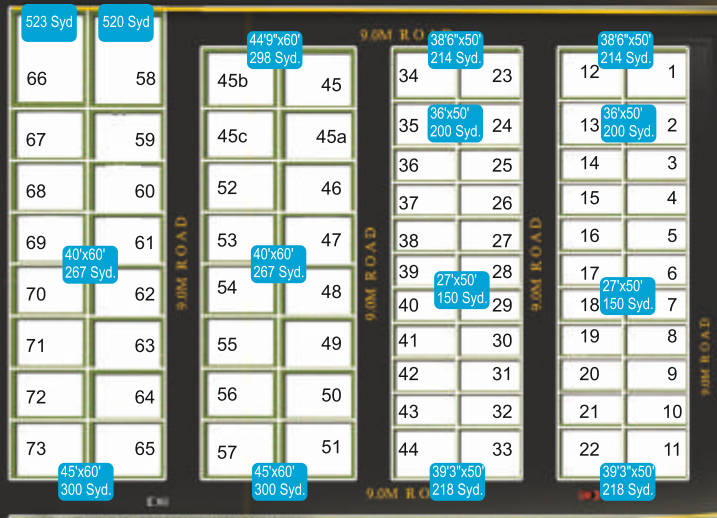 523 Syd
520 Syd
9.0M ROAD
44'9"x60'
298 Syd.
38'6"x50'
214 Syd.
38'6"x50'
214 Syd.
66
58
45b
45
34
23
12
1
36'x50'
200 Syd.
36'x50'
200 Syd.
67
59
45c
45a
35
24
13
2
68
60
52
46
36
25
14
3
37
26
15
4
69
61
53
47
38
27
16
5
40'x60'
267 Syd.
40'x60'
267 Syd.
9.0M ROAD
9.0M ROAD
9.0M ROAD
9.0M ROAD
39
28
17
6
27'x50'
150 Syd.
27'x50'
150 Syd.
70
62
54
48
40
29
18
7
71
63
55
49
41
30
19
8
42
31
20
9
72
64
56
50
43
32
21
10
73
65
57
51
44
33
22
11
45'x60'
300 Syd.
45'x60'
300 Syd.
39'3"x50'
218 Syd.
39'3"x50'
218 Syd.
9.0M RO